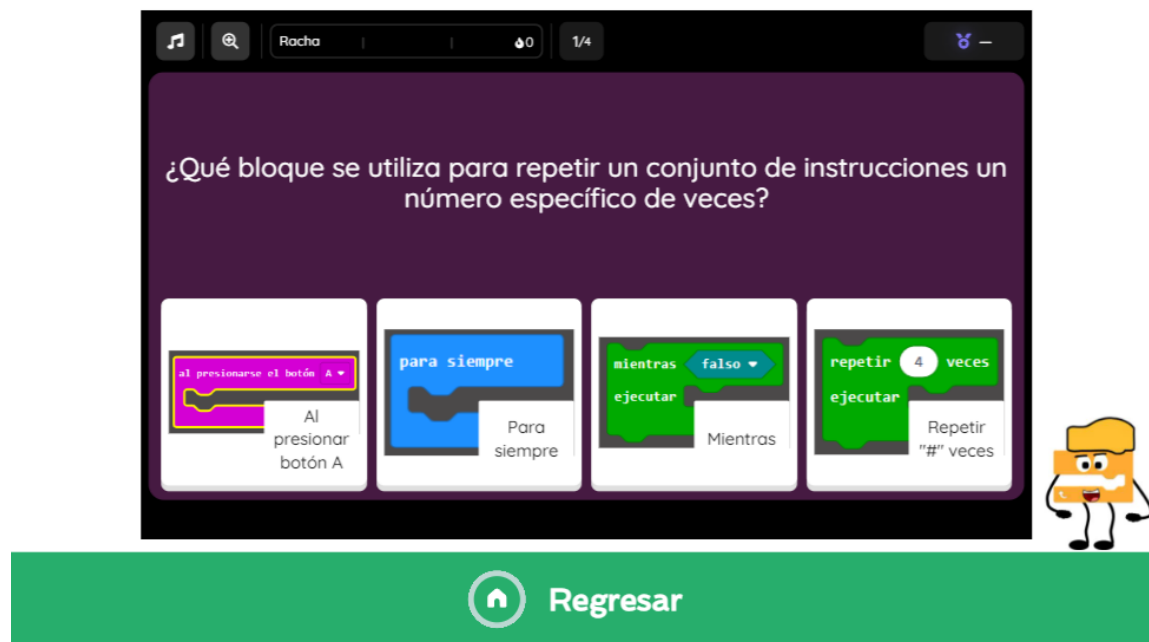 Racha
0
1/4
–
¿Qué bloque se utiliza para repetir un conjunto de instrucciones un
número específico de veces?
al presionarse el botón A
Al
presionar
botón A
para siempre
Para
siempre
mientras falso
ejecutar
Mientras
repetir 4 veces
ejecutar
Repetir
"#" veces
Regresar